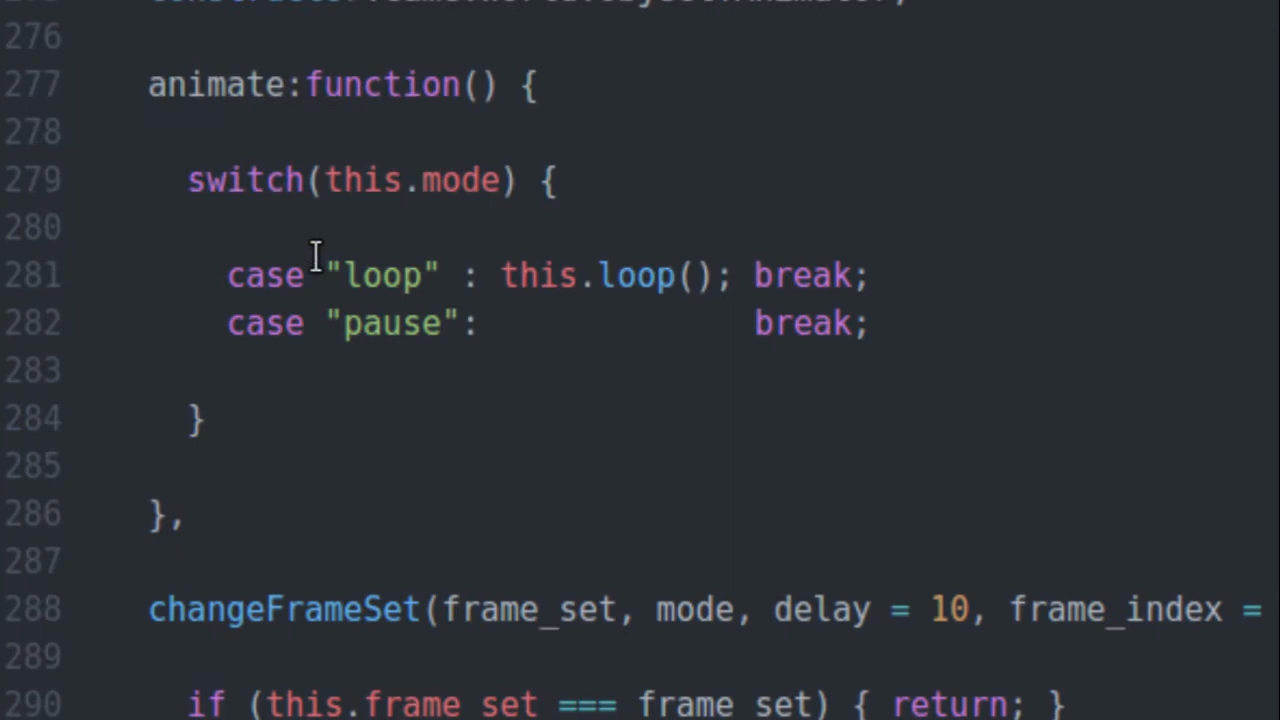 276
277 animate:function() {
278
279 switch(this.mode) {
280
281 case "loop" : this.loop(); break;
282 case "pause": break;
283
284 }
285
286 },
287
288 changeFrameSet(frame_set, mode, delay = 10, frame_index =
289
290 if (this.frame_set === frame_set) { return; }